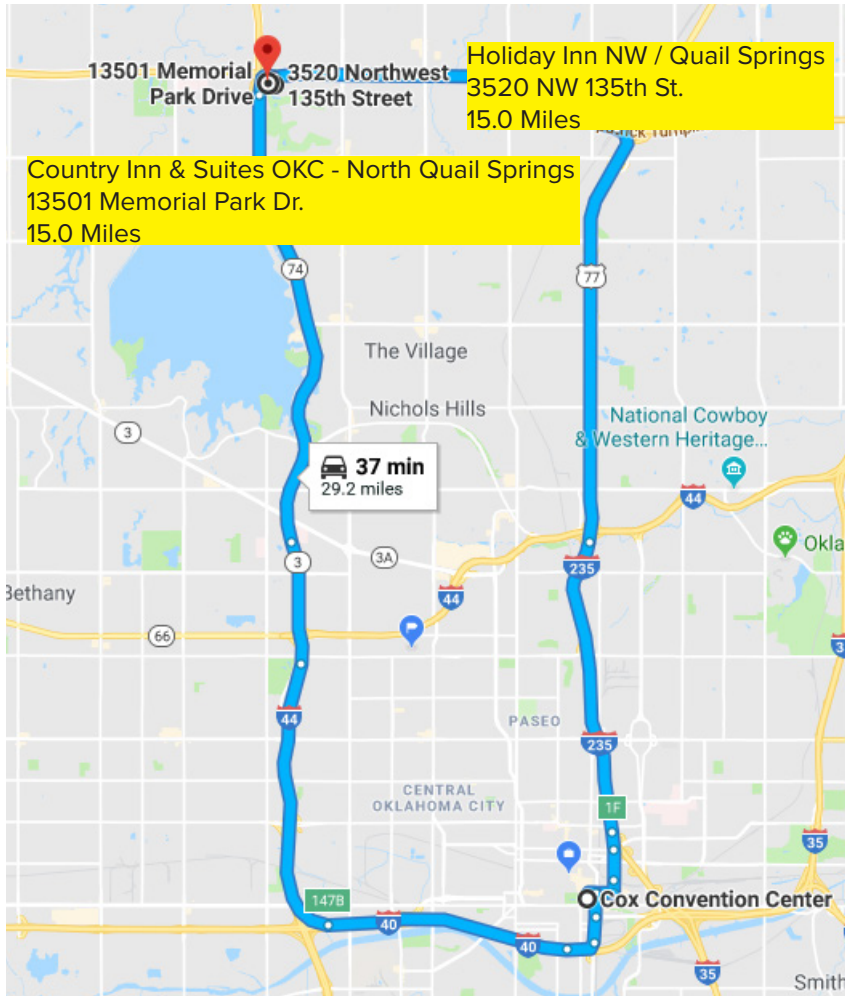 13501 Memorial
Park Drive
3520 Northwest
135th Street
Holiday Inn NW / Quail Springs
3520 NW 135th St.
15.0 Miles
Country Inn & Suites OKC - North Quail Springs
13501 Memorial Park Dr.
15.0 Miles
74
77
The Village
Nichols Hills
National Cowboy
& Western Heritage...
3
37 min
29.2 miles
44
3
3A
235
Okla
Bethany
44
66
3
44
PASEO
235
CENTRAL
OKLAHOMA CITY
1F
35
147B
Cox Convention Center
40
40
35
Smith